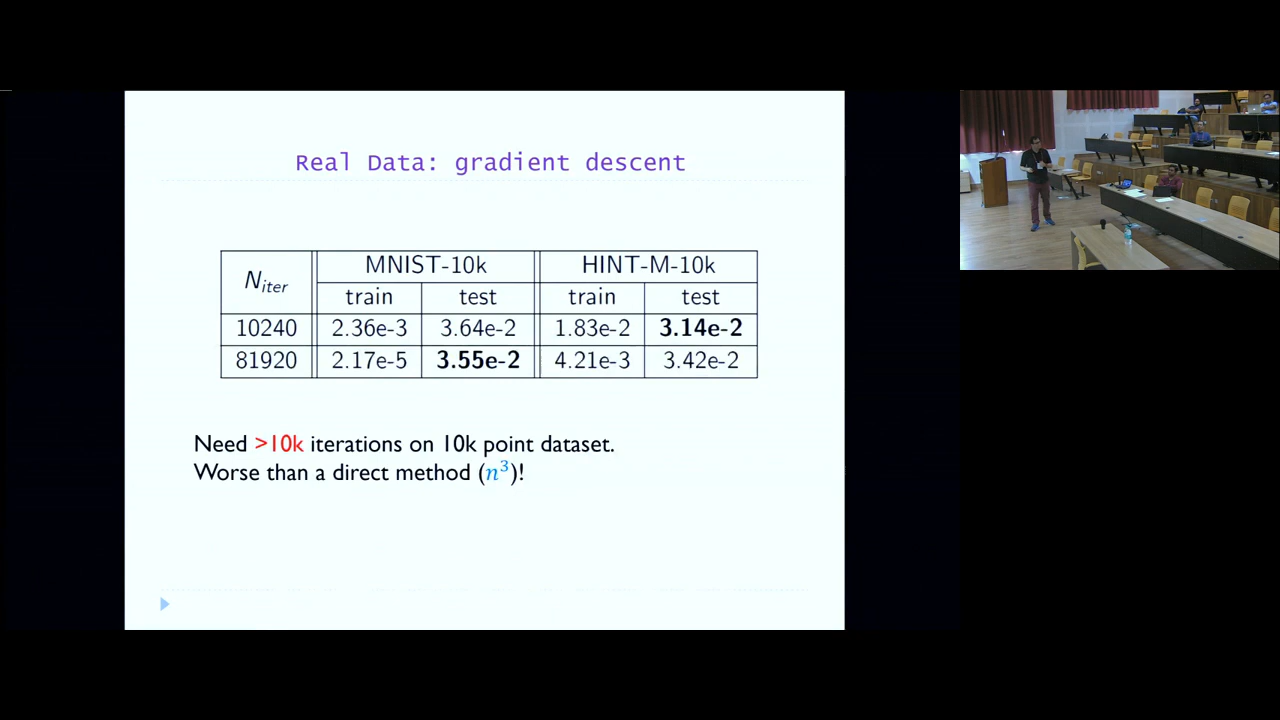 Real Data: gradient descent
N_iter MNIST-10k HINT-M-10k
train test train test
10240 2.36e-3 3.64e-2 1.83e-2 3.14e-2
81920 2.17e-5 3.55e-2 4.21e-3 3.42e-2
Need >10k iterations on 10k point dataset.
Worse than a direct method (n³)!